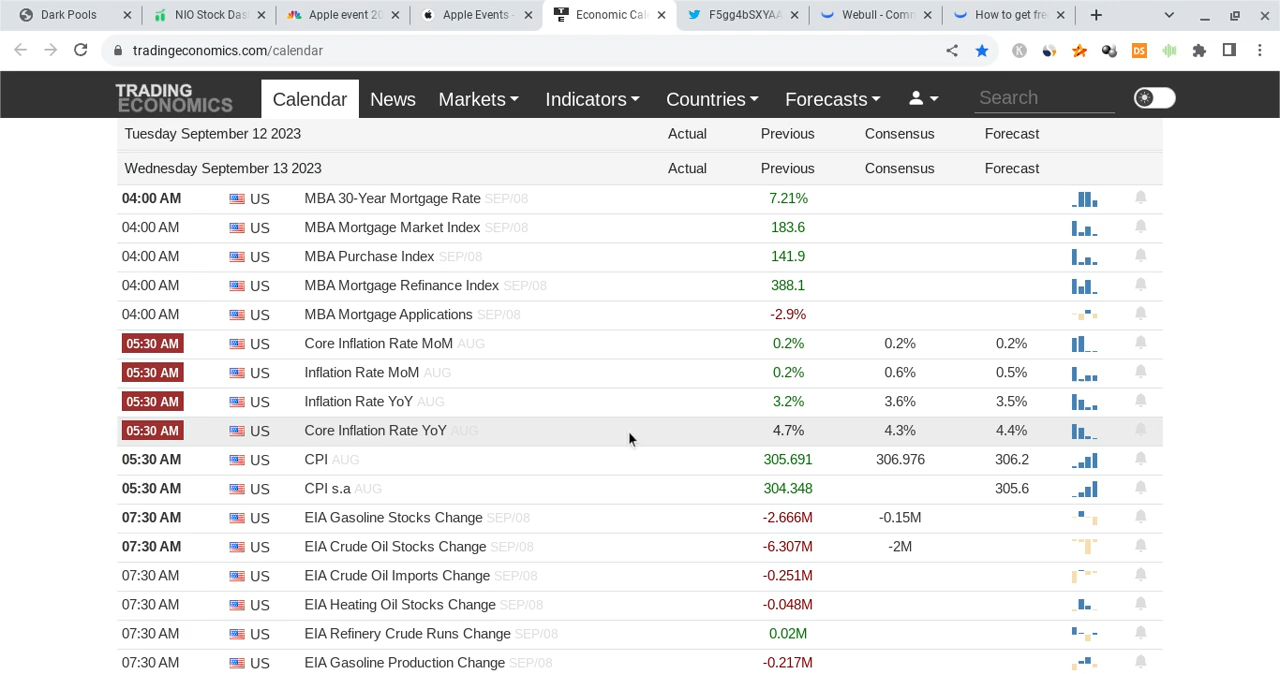 Dark Pools
NIO Stock Das
Apple event 20
Apple Events -
Economic Cale
F5gg4bSXYAA
Webull - Comm
How to get fre
tradingeconomics.com/calendar
K
DS
TRADING
ECONOMICS
Calendar
News
Markets
Indicators
Countries
Forecasts
Search
Tuesday September 12 2023 Actual Previous Consensus Forecast
Wednesday September 13 2023 Actual Previous Consensus Forecast
04:00 AM US MBA 30-Year Mortgage Rate SEP/08 7.21%
04:00 AM US MBA Mortgage Market Index SEP/08 183.6
04:00 AM US MBA Purchase Index SEP/08 141.9
04:00 AM US MBA Mortgage Refinance Index SEP/08 388.1
04:00 AM US MBA Mortgage Applications SEP/08 -2.9%
05:30 AM US Core Inflation Rate MoM AUG 0.2% 0.2% 0.2%
05:30 AM US Inflation Rate MoM AUG 0.2% 0.6% 0.5%
05:30 AM US Inflation Rate YoY AUG 3.2% 3.6% 3.5%
05:30 AM US Core Inflation Rate YoY AUG 4.7% 4.3% 4.4%
05:30 AM US CPI AUG 305.691 306.976 306.2
05:30 AM US CPI s.a AUG 304.348 305.6
07:30 AM US EIA Gasoline Stocks Change SEP/08 -2.666M -0.15M
07:30 AM US EIA Crude Oil Stocks Change SEP/08 -6.307M -2M
07:30 AM US EIA Crude Oil Imports Change SEP/08 -0.251M
07:30 AM US EIA Heating Oil Stocks Change SEP/08 -0.048M
07:30 AM US EIA Refinery Crude Runs Change SEP/08 0.02M
07:30 AM US EIA Gasoline Production Change SEP/08 -0.217M